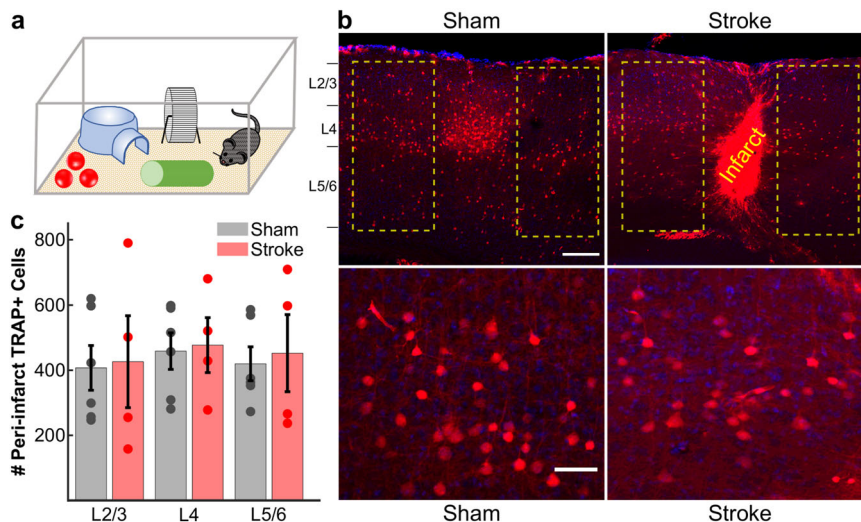 a
b
Sham
Stroke
L2/3
L4
L5/6
Infarct
c
Sham
Stroke
# Peri-infarct TRAP+ Cells
800
600
400
200
L2/3
L4
L5/6
Sham
Stroke